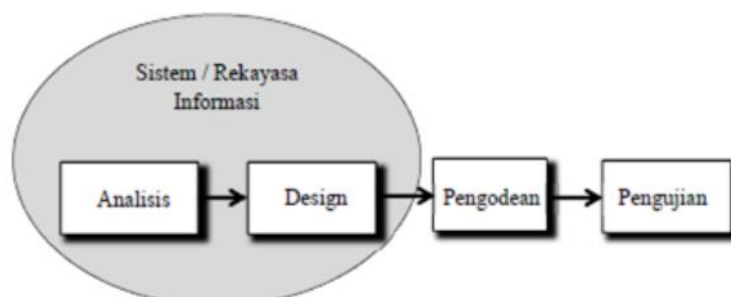 Sistem / Rekayasa
Informasi
Analisis
Design
Pengodean
Pengujian